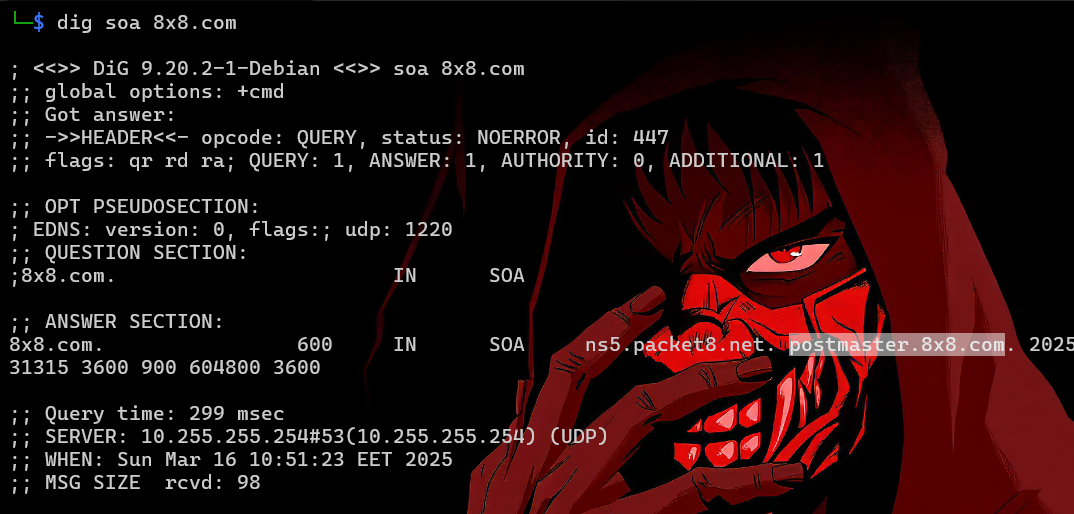 └─$ dig soa 8x8.com
; <<>> DiG 9.20.2-1-Debian <<>> soa 8x8.com
;; global options: +cmd
;; Got answer:
;; ->>HEADER<<- opcode: QUERY, status: NOERROR, id: 447
;; flags: qr rd ra; QUERY: 1, ANSWER: 1, AUTHORITY: 0, ADDITIONAL: 1
;; OPT PSEUDOSECTION:
; EDNS: version: 0, flags:; udp: 1220
;; QUESTION SECTION:
;8x8.com. IN SOA
;; ANSWER SECTION:
8x8.com. 600 IN SOA ns5.packet8.net. postmaster.8x8.com. 2025
31315 3600 900 604800 3600
;; Query time: 299 msec
;; SERVER: 10.255.255.254#53(10.255.255.254) (UDP)
;; WHEN: Sun Mar 16 10:51:23 EET 2025
;; MSG SIZE rcvd: 98